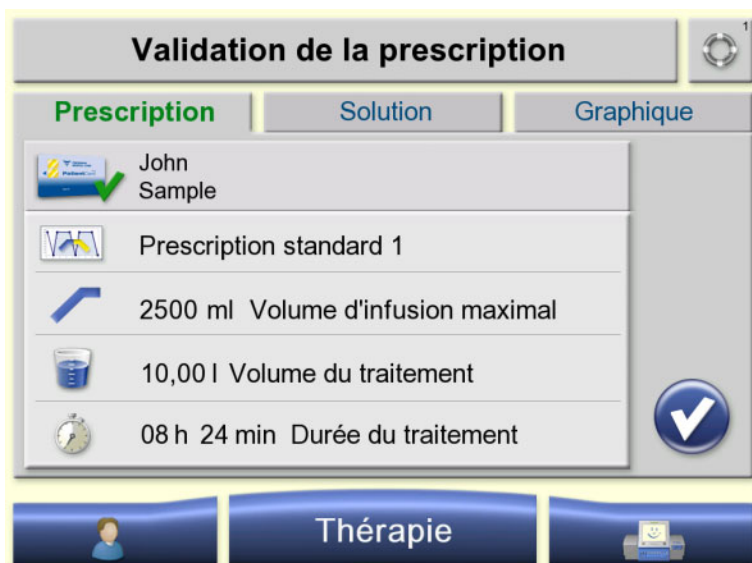 Validation de la prescription
1
Prescription
Solution
Graphique
John
Sample
Prescription standard 1
2500 ml Volume d'infusion maximal
10,00 l Volume du traitement
08 h 24 min Durée du traitement
Thérapie